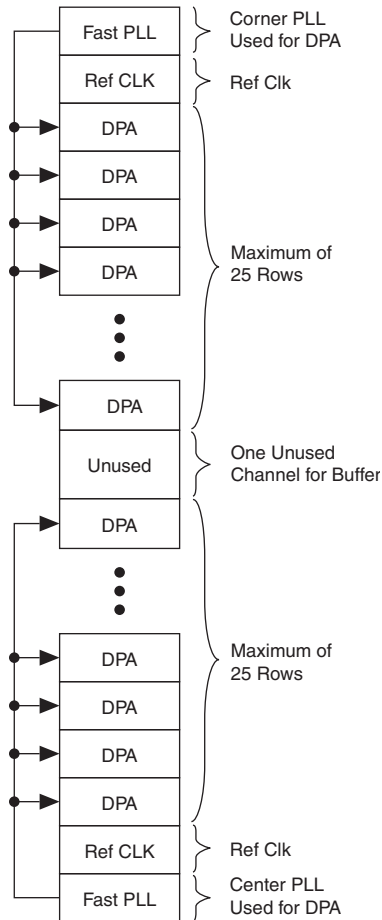 Fast PLL
Corner PLL
Used for DPA
Ref CLK
Ref Clk
DPA
DPA
DPA
DPA
Maximum of
25 Rows
DPA
Unused
One Unused
Channel for Buffer
DPA
DPA
Maximum of
25 Rows
DPA
DPA
DPA
Ref CLK
Ref Clk
Fast PLL
Center PLL
Used for DPA